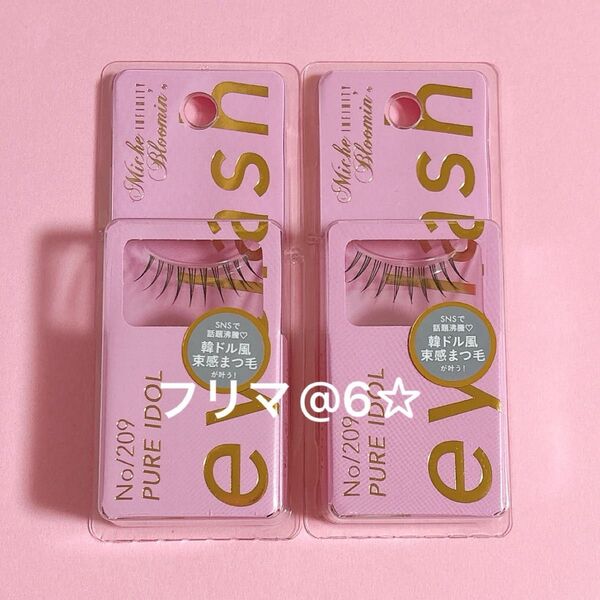 Miche INFINITY
Bloomin'
eyelash
SNSで
話題沸騰♡
韓ドル風
束感まつ毛
が叶う!
No/209
PURE IDOL
Miche INFINITY
Bloomin'
eyelash
SNSで
話題沸騰♡
韓ドル風
束感まつ毛
が叶う!
No/209
PURE IDOL
フリマ@6☆